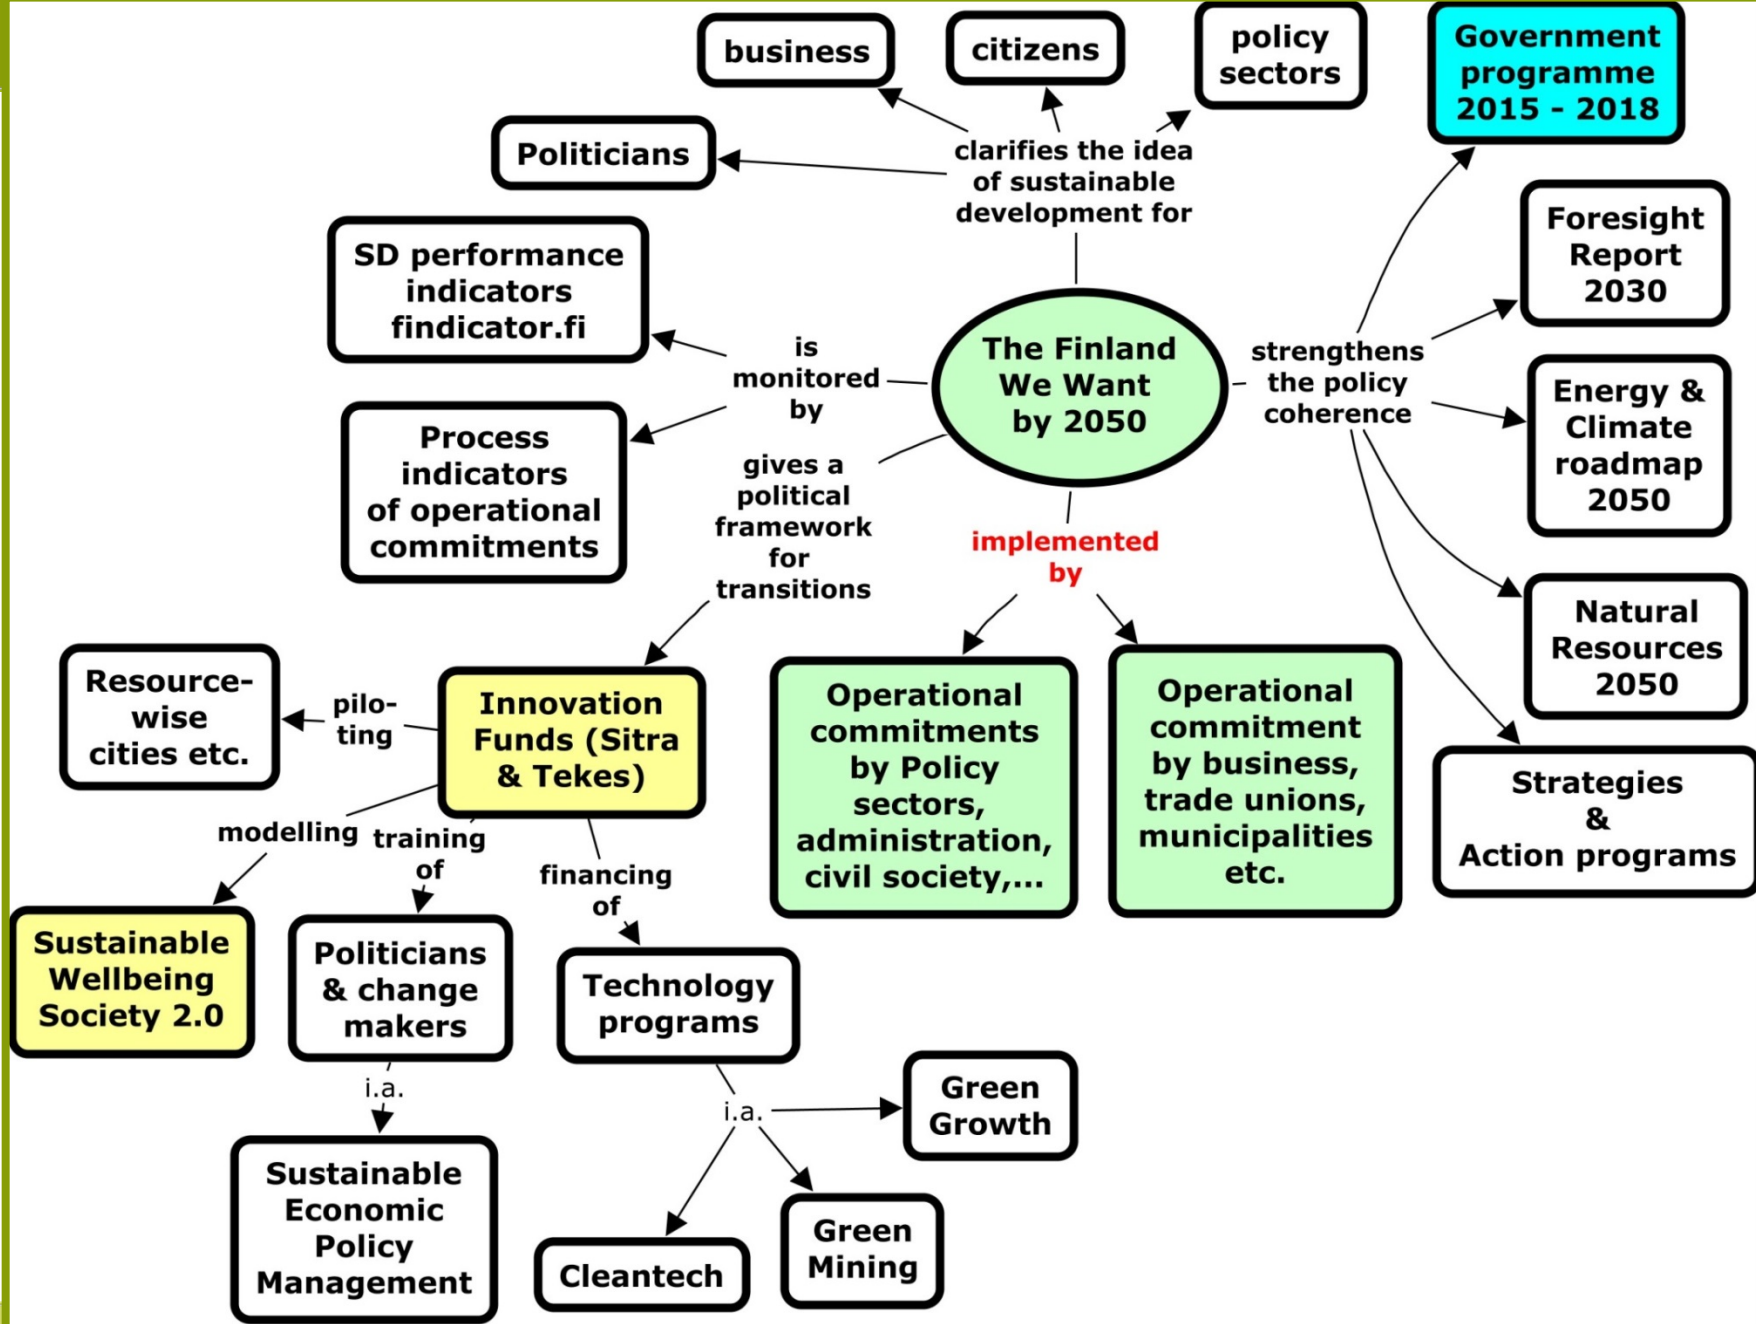 business
citizens
policy
sectors
Government
programme
2015 - 2018
Politicians
clarifies the idea
of sustainable
development for
SD performance
indicators
findicator.fi
Foresight
Report
2030
is
monitored
by
The Finland
We Want
by 2050
strengthens
the policy
coherence
Energy &
Climate
roadmap
2050
Process
indicators
of operational
commitments
gives a
political
framework
for
transitions
implemented
by
Natural
Resources
2050
Resource-
wise
cities etc.
pilo-
ting
Innovation
Funds (Sitra
& Tekes)
Operational
commitments
by Policy
sectors,
administration,
civil society,...
Operational
commitment
by business,
trade unions,
municipalities
etc.
Strategies
&
Action programs
modelling
training
of
financing
of
Sustainable
Wellbeing
Society 2.0
Politicians
& change
makers
Technology
programs
i.a.
i.a.
Green
Growth
Sustainable
Economic
Policy
Management
Cleantech
Green
Mining